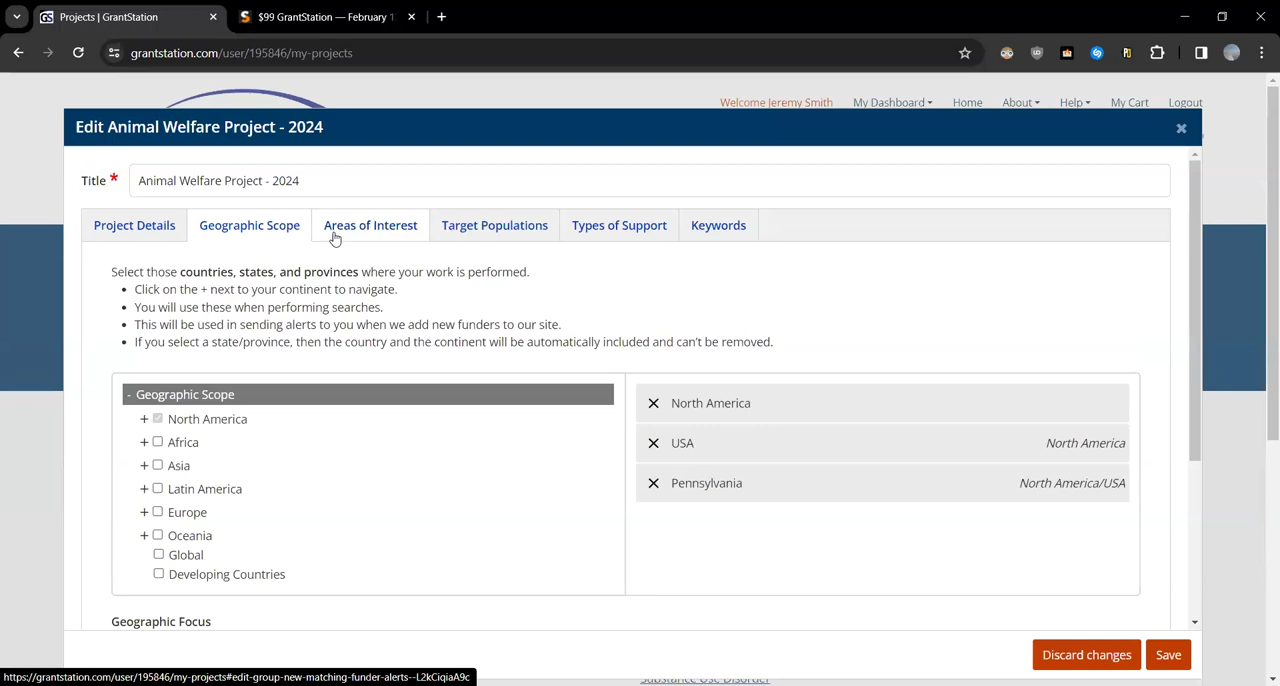 Projects | GrantStation
$99 GrantStation — February 1
grantstation.com/user/195846/my-projects
Welcome Jeremy Smith My Dashboard Home About Help My Cart Logout
Edit Animal Welfare Project - 2024
Title * Animal Welfare Project - 2024
Project Details Geographic Scope Areas of Interest Target Populations Types of Support Keywords
Select those countries, states, and provinces where your work is performed.
• Click on the + next to your continent to navigate.
• You will use these when performing searches.
• This will be used in sending alerts to you when we add new funders to our site.
• If you select a state/province, then the country and the continent will be automatically included and can't be removed.
- Geographic Scope
+ North America
+ Africa
+ Asia
+ Latin America
+ Europe
+ Oceania
Global
Developing Countries
North America
USA North America
Pennsylvania North America/USA
Geographic Focus
Discard changes Save
https://grantstation.com/user/195846/my-projects#edit-group-new-matching-funder-alerts--L2kCiqiaA9c
Substance Use Disorder